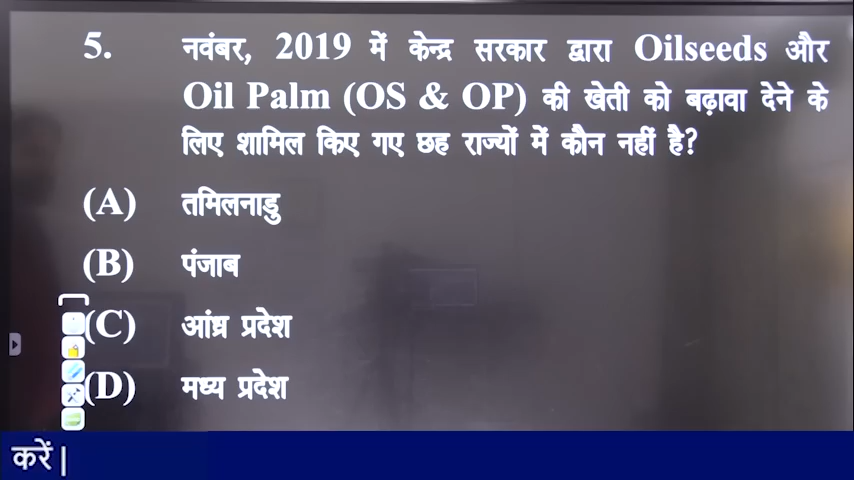 5. नवंबर, 2019 में केन्द्र सरकार द्वारा Oilseeds और
Oil Palm (OS & OP) की खेती को बढ़ावा देने के
लिए शामिल किए गए छह राज्यों में कौन नहीं है?
(A) तमिलनाडु
(B) पंजाब
(C) आंध्र प्रदेश
(D) मध्य प्रदेश
करें |